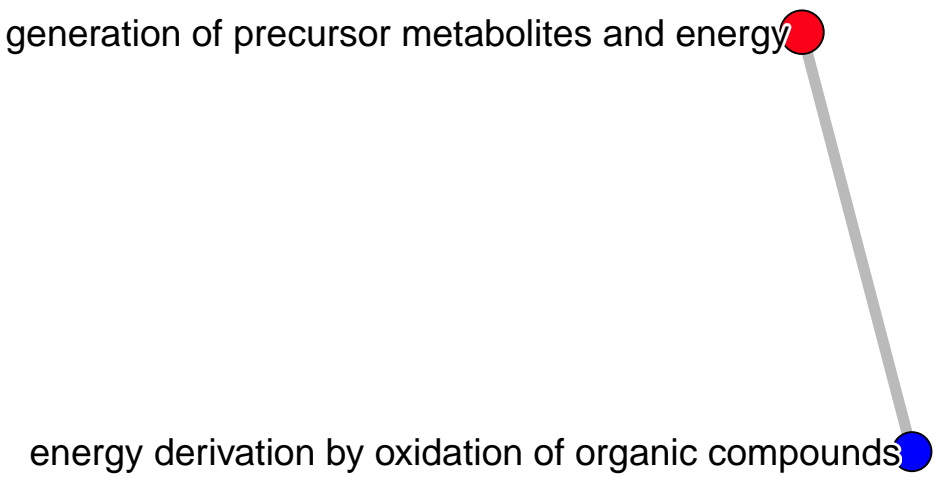 generation of precursor metabolites and energy
energy derivation by oxidation of organic compounds